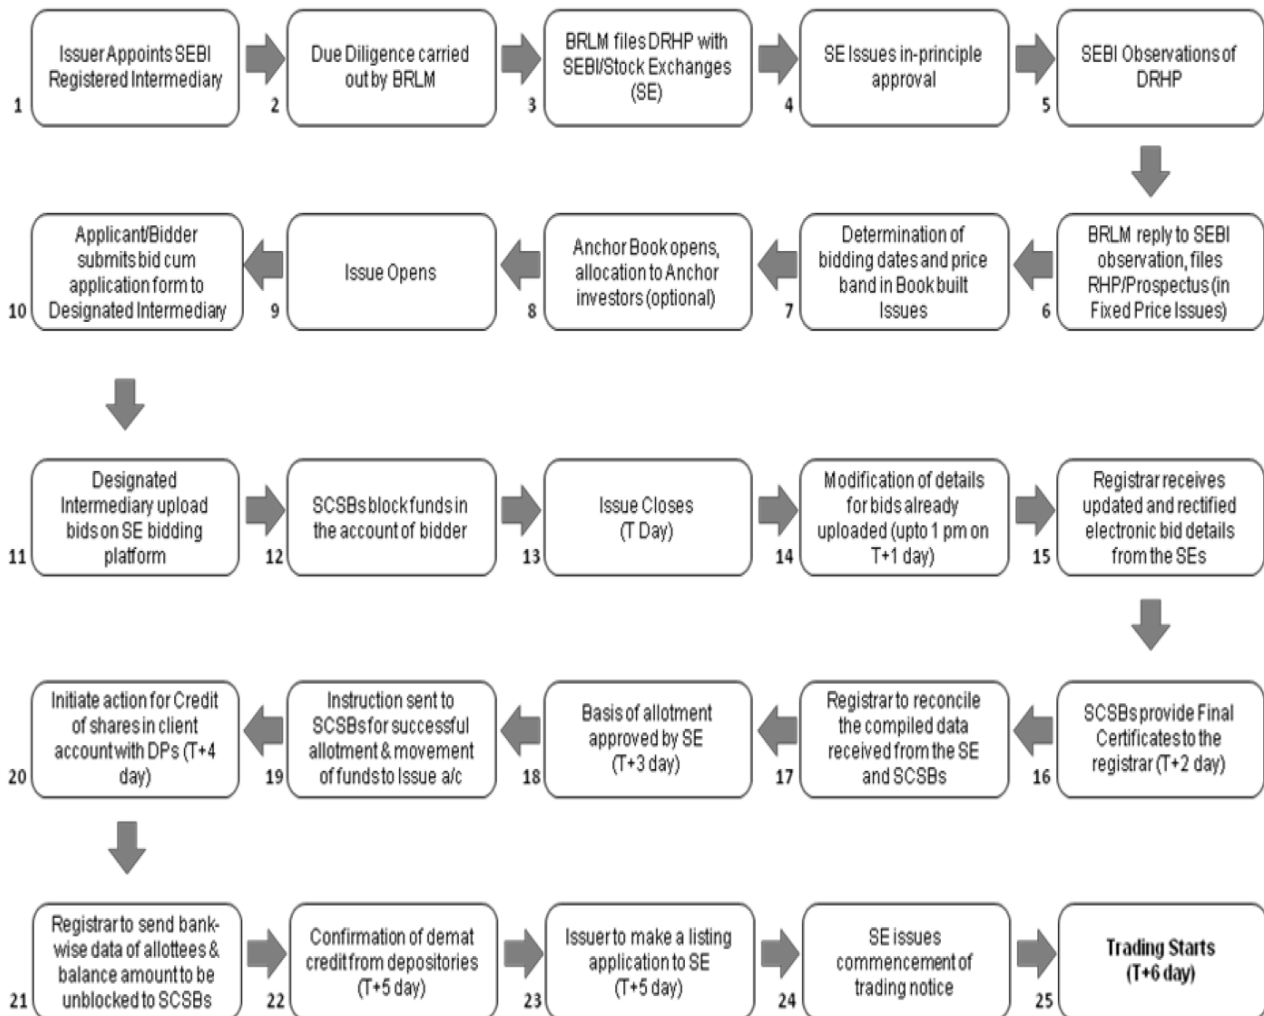 Issuer Appoints SEBI
Registered Intermediary
1
Due Diligence carried
out by BRLM
2
BRLM files DRHP with
SEBI/Stock Exchanges
(SE)
3
SE Issues in-principle
approval
4
SEBI Observations of
DRHP
5
BRLM reply to SEBI
observation, files
RHP/Prospectus (in
Fixed Price Issues)
6
Determination of
bidding dates and price
band in Book built
Issues
7
Anchor Book opens,
allocation to Anchor
investors (optional)
8
Issue Opens
9
Applicant/Bidder
submits bid cum
application form to
Designated Intermediary
10
Designated
Intermediary upload
bids on SE bidding
platform
11
SCSBs block funds in
the account of bidder
12
Issue Closes
(T Day)
13
Modification of details
for bids already
uploaded (upto 1 pm on
T+1 day)
14
Registrar receives
updated and rectified
electronic bid details
from the SEs
15
SCSBs provide Final
Certificates to the
registrar (T+2 day)
16
Registrar to reconcile
the compiled data
received from the SE
and SCSBs
17
Basis of allotment
approved by SE
(T+3 day)
18
Instruction sent to
SCSBs for successful
allotment & movement
of funds to Issue a/c
19
Initiate action for Credit
of shares in client
account with DPs (T+4
day)
20
Registrar to send bank-
wise data of allottees &
balance amount to be
unblocked to SCSBs
21
Confirmation of demat
credit from depositories
(T+5 day)
22
Issuer to make a listing
application to SE
(T+5 day)
23
SE issues
commencement of
trading notice
24
Trading Starts
(T+6 day)
25